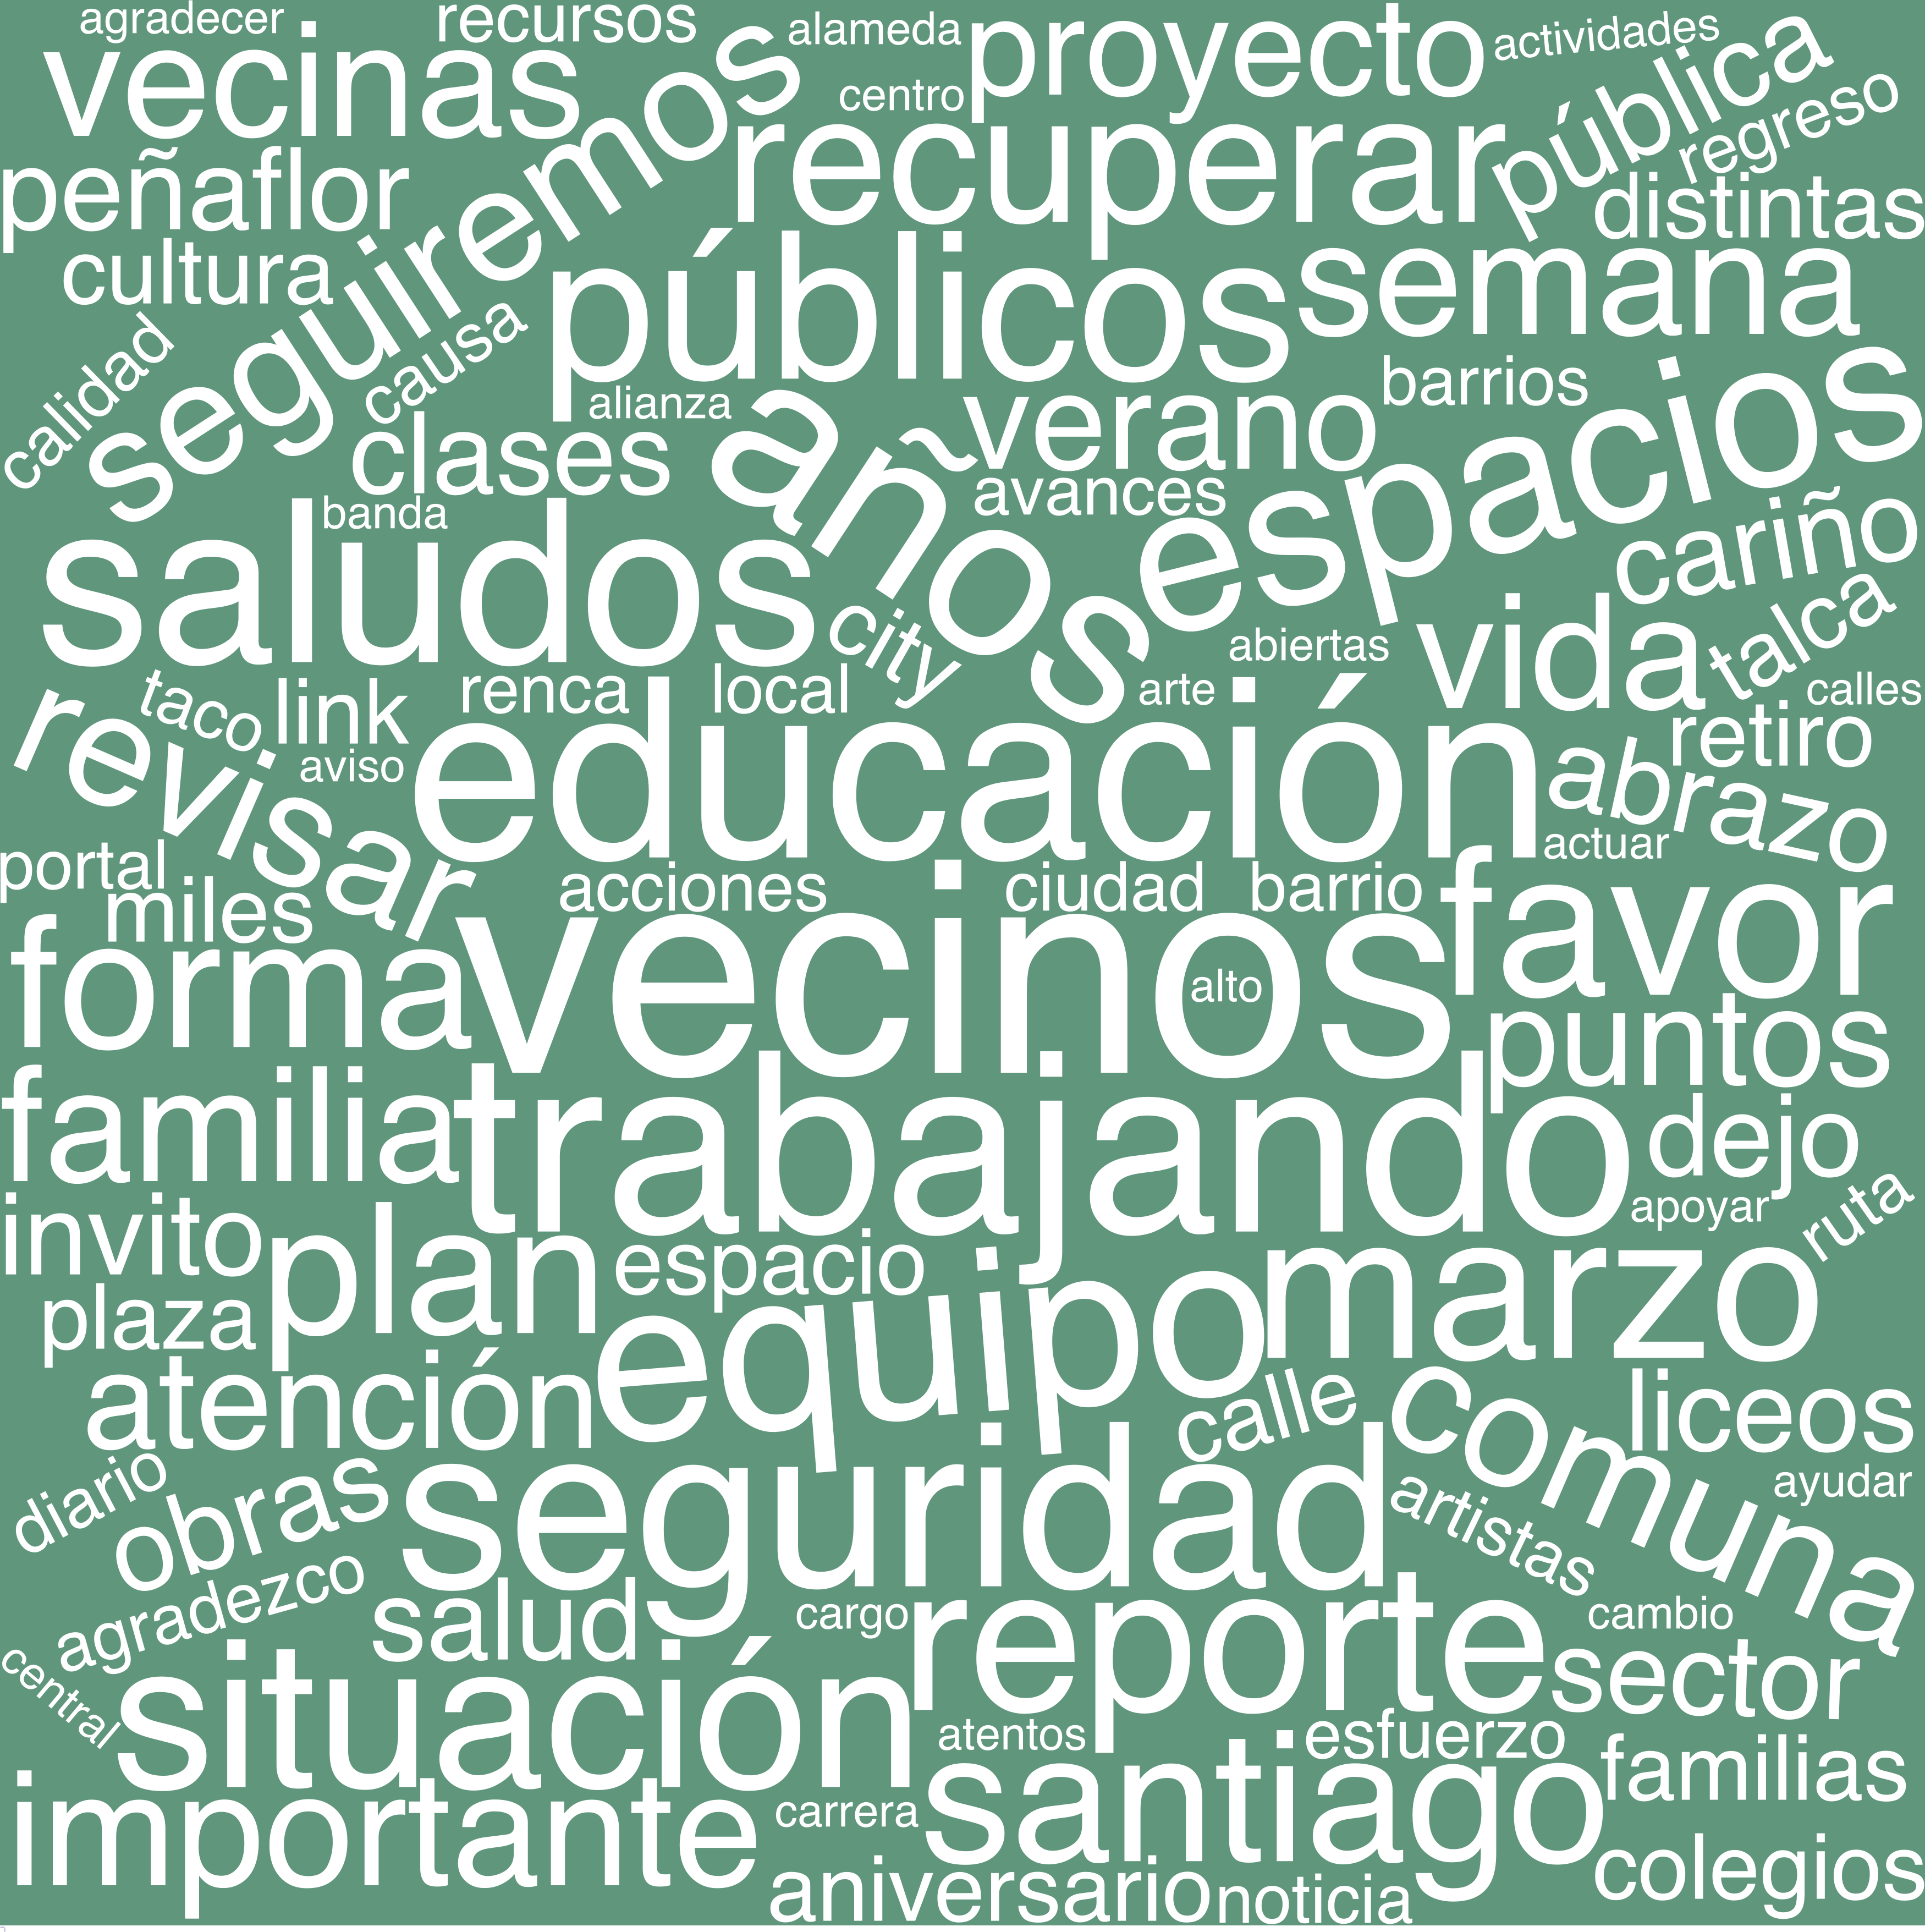 agradecer
recursos
alameda
proyecto
actividades
vecinas
centro
pública
regreso
seguiremos
recuperar
peñaflor
distintas
cultura
públicos
semana
causa
calidad
alianza
barrios
verano
espacios
clases
años
avances
banda
cariño
saludos
city
abiertas
vida
talca
taco
link
renca
local
arte
calles
revisar
aviso
educación
retiro
abrazo
actuar
portal
miles
acciones
ciudad
barrio
favor
forma
vecinos
alto
puntos
familia
trabajando
dejo
invito
apoyar
ruta
plan
espacio
plaza
equipo
marzo
atención
calle
comuna
liceos
diario
obras
seguridad
artistas
ayudar
agradezco
salud
cargo
reporte
cambio
central
situación
sector
atentos
esfuerzo
santiago
familias
importante
carrera
aniversario
noticia
colegios